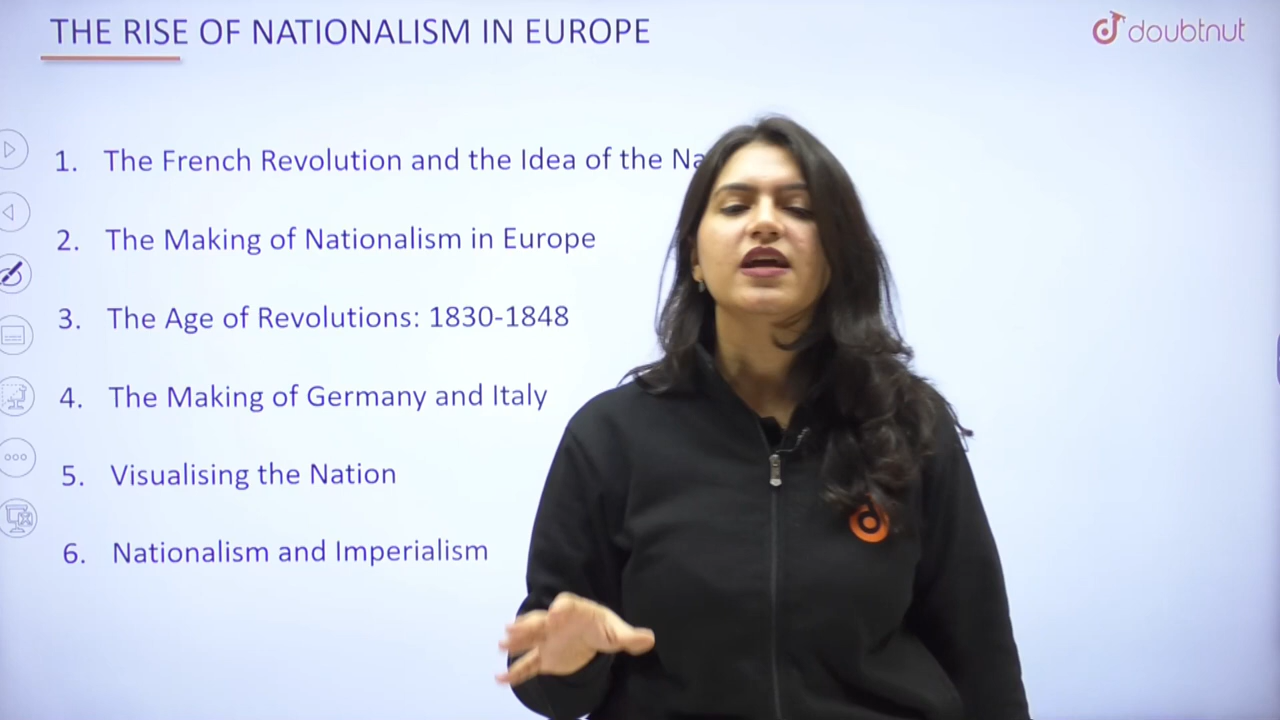 THE RISE OF NATIONALISM IN EUROPE
doubtnut
1. The French Revolution and the Idea of the
2. The Making of Nationalism in Europe
3. The Age of Revolutions: 1830-1848
4. The Making of Germany and Italy
5. Visualising the Nation
6. Nationalism and Imperialism